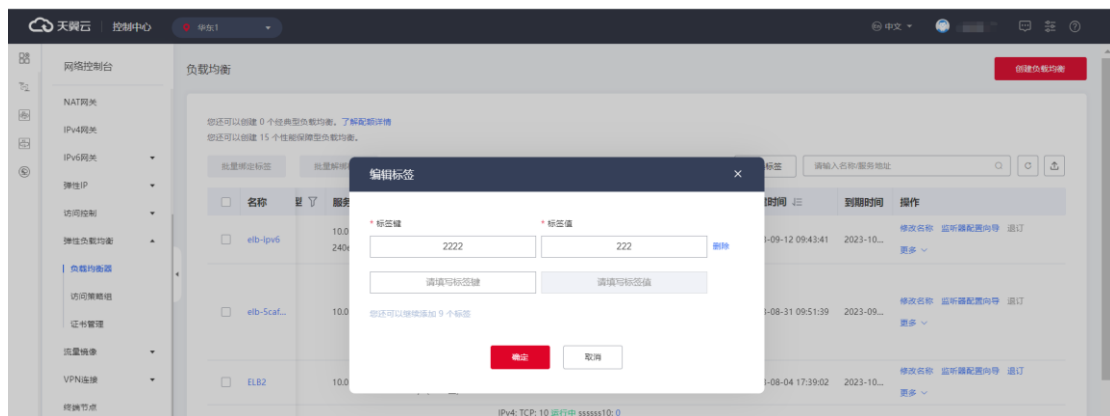 天翼云 控制中心 华东1 中文
网络控制台
NAT网关
IPv4网关
IPv6网关
弹性IP
访问控制
弹性负载均衡
负载均衡器
访问策略组
证书管理
流量镜像
VPN连接
终端节点
负载均衡 创建负载均衡
您还可以创建 0 个经典型负载均衡。了解配额详情
您还可以创建 15 个性能保障型负载均衡。
批量绑定标签 批量解绑 标签 请输入名称/服务地址
名称 型 服务 时间 到期时间 操作
elb-ipv6 10.0 -09-12 09:43:41 2023-10... 修改名称 监听器配置向导 退订
240e 更多
elb-5caf... 10.0 -08-31 09:51:39 2023-09... 修改名称 监听器配置向导 退订
更多
ELB2 10.0 -08-04 17:39:02 2023-10... 修改名称 监听器配置向导 退订
更多
IPv4: TCP: 10 运行中 ssssss10: 0
编辑标签
* 标签键 * 标签值
2222 222 删除
请填写标签键 请填写标签值
您还可以继续添加 9 个标签
确定 取消